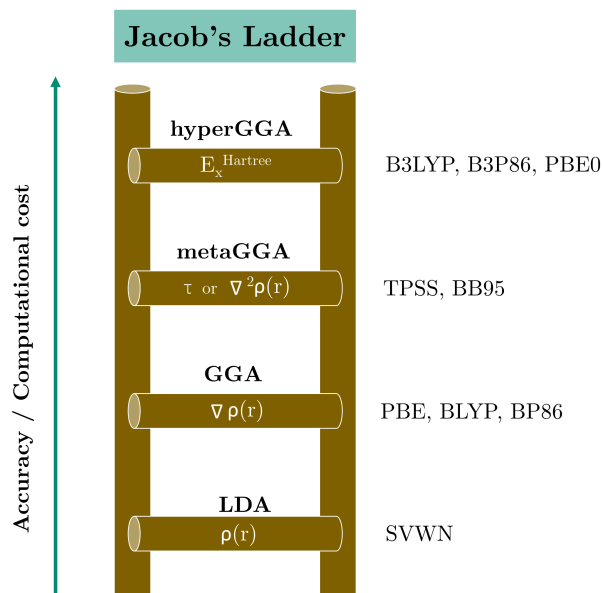 Jacob's Ladder
hyperGGA
Eₓ^Hartree
B3LYP, B3P86, PBE0
metaGGA
τ or ∇²ρ(r)
TPSS, BB95
GGA
∇ρ(r)
PBE, BLYP, BP86
LDA
ρ(r)
SVWN
Accuracy / Computational cost